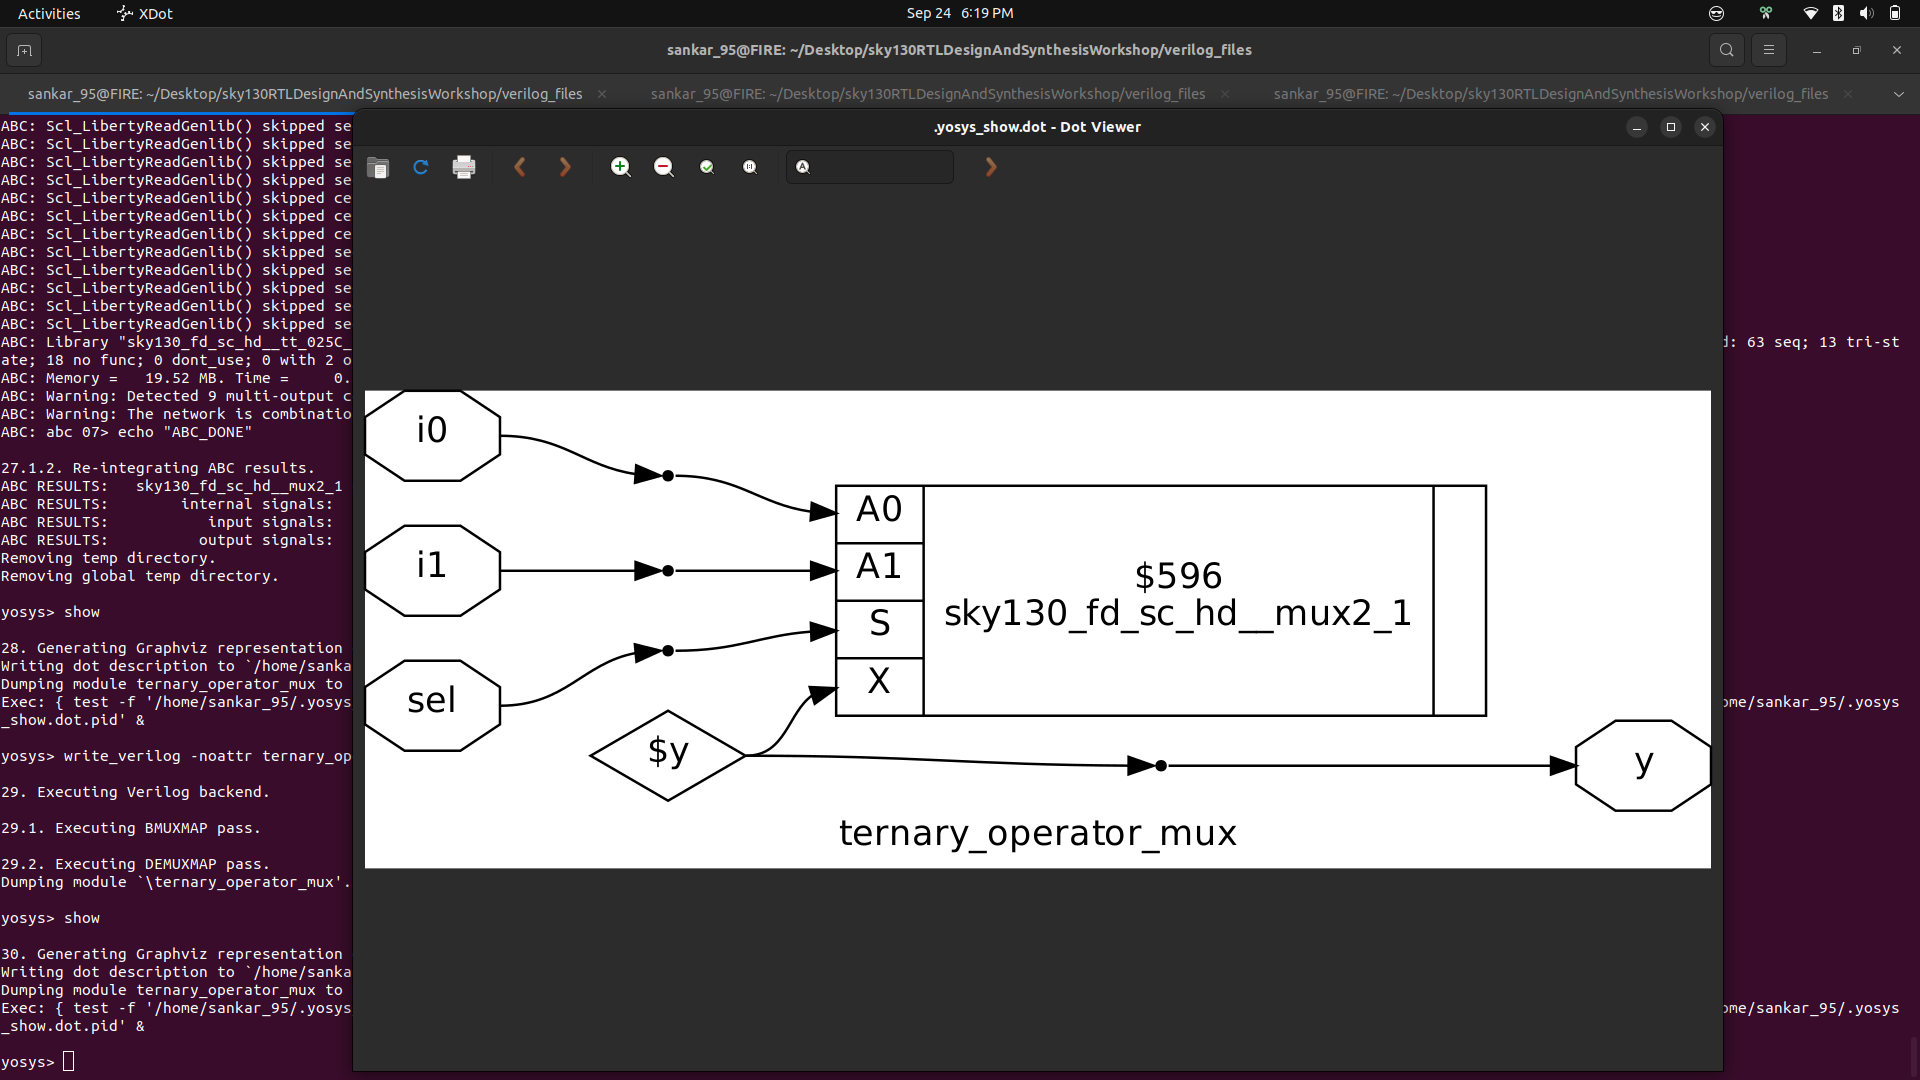 Activities
XDot
Sep 24 6:19 PM
sankar_95@FIRE: ~/Desktop/sky130RTLDesignAndSynthesisWorkshop/verilog_files
sankar_95@FIRE: ~/Desktop/sky130RTLDesignAndSynthesisWorkshop/verilog_files
sankar_95@FIRE: ~/Desktop/sky130RTLDesignAndSynthesisWorkshop/verilog_files
sankar_95@FIRE: ~/Desktop/sky130RTLDesignAndSynthesisWorkshop/verilog_files
ABC: Scl_LibertyReadGenlib() skipped se
ABC: Scl_LibertyReadGenlib() skipped se
ABC: Scl_LibertyReadGenlib() skipped se
ABC: Scl_LibertyReadGenlib() skipped se
ABC: Scl_LibertyReadGenlib() skipped ce
ABC: Scl_LibertyReadGenlib() skipped ce
ABC: Scl_LibertyReadGenlib() skipped ce
ABC: Scl_LibertyReadGenlib() skipped se
ABC: Scl_LibertyReadGenlib() skipped se
ABC: Scl_LibertyReadGenlib() skipped se
ABC: Scl_LibertyReadGenlib() skipped se
ABC: Scl_LibertyReadGenlib() skipped se
ABC: Library "sky130_fd_sc_hd__tt_025C_
d: 63 seq; 13 tri-st
ate; 18 no func; 0 dont_use; 0 with 2 o
ABC: Memory = 19.52 MB. Time = 0.
ABC: Warning: Detected 9 multi-output c
ABC: Warning: The network is combinatio
ABC: abc 07> echo "ABC_DONE"
27.1.2. Re-integrating ABC results.
ABC RESULTS: sky130_fd_sc_hd__mux2_1
ABC RESULTS: internal signals:
ABC RESULTS: input signals:
ABC RESULTS: output signals:
Removing temp directory.
Removing global temp directory.
yosys> show
28. Generating Graphviz representation
Writing dot description to `/home/sanka
Dumping module ternary_operator_mux to
Exec: { test -f '/home/sankar_95/.yosys
ome/sankar_95/.yosys
_show.dot.pid' &
yosys> write_verilog -noattr ternary_op
29. Executing Verilog backend.
29.1. Executing BMUXMAP pass.
29.2. Executing DEMUXMAP pass.
Dumping module `\ternary_operator_mux'.
yosys> show
30. Generating Graphviz representation
Writing dot description to `/home/sanka
Dumping module ternary_operator_mux to
Exec: { test -f '/home/sankar_95/.yosys
ome/sankar_95/.yosys
_show.dot.pid' &
yosys>
.yosys_show.dot - Dot Viewer
i0
i1
sel
$y
A0
A1
S
X
$596
sky130_fd_sc_hd__mux2_1
y
ternary_operator_mux